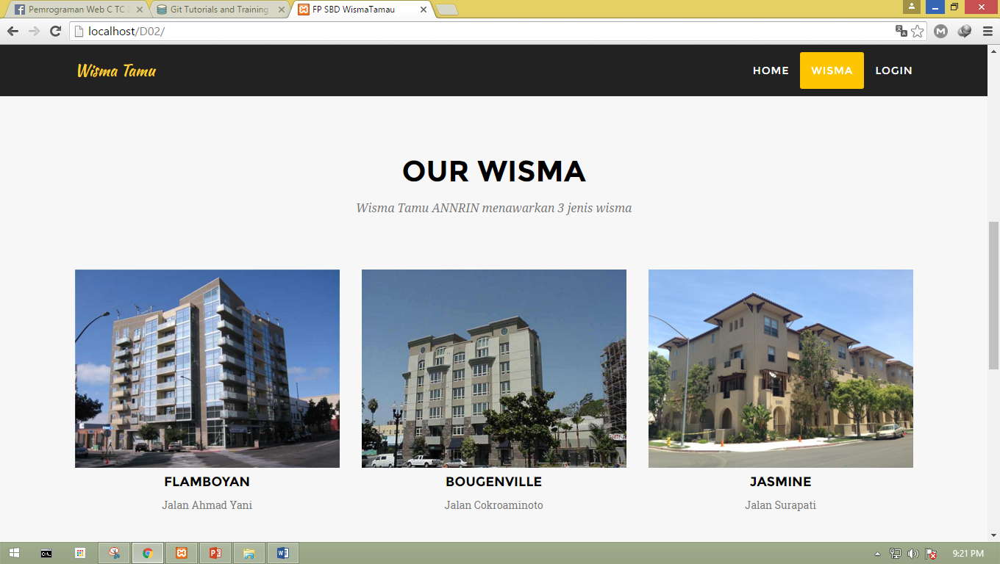 Pemrograman Web C TC
Git Tutorials and Training
FP SBD WismaTamau
localhost/D02/
Wisma Tamu
HOME
WISMA
LOGIN
OUR WISMA
Wisma Tamu ANNRIN menawarkan 3 jenis wisma
FLAMBOYAN
BOUGENVILLE
JASMINE
Jalan Ahmad Yani
Jalan Cokroaminoto
Jalan Surapati
9:21 PM